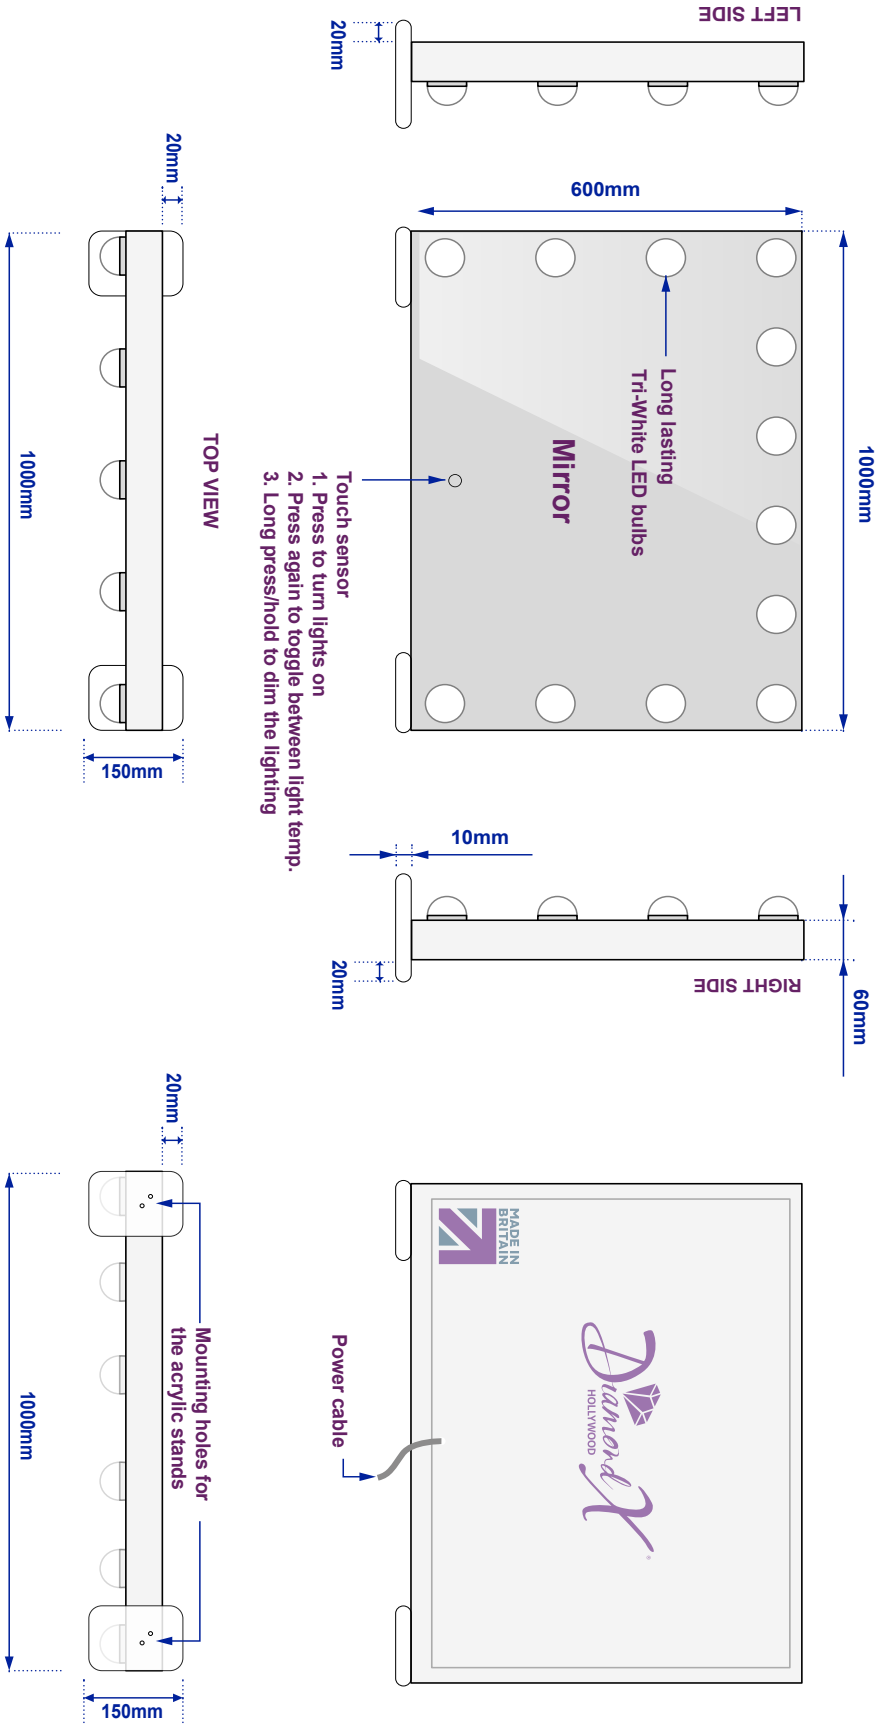 LEFT SIDE
20mm
600mm
1000mm
Long lasting
Tri-White LED bulbs
Mirror
Touch sensor
1. Press to turn lights on
2. Press again to toggle between light temp.
3. Long press/hold to dim the lighting
20mm
1000mm
TOP VIEW
150mm
10mm
60mm
20mm
RIGHT SIDE
MADE IN
BRITAIN
Diamond X
HOLLYWOOD
Power cable
20mm
Mounting holes for
the acrylic stands
1000mm
150mm